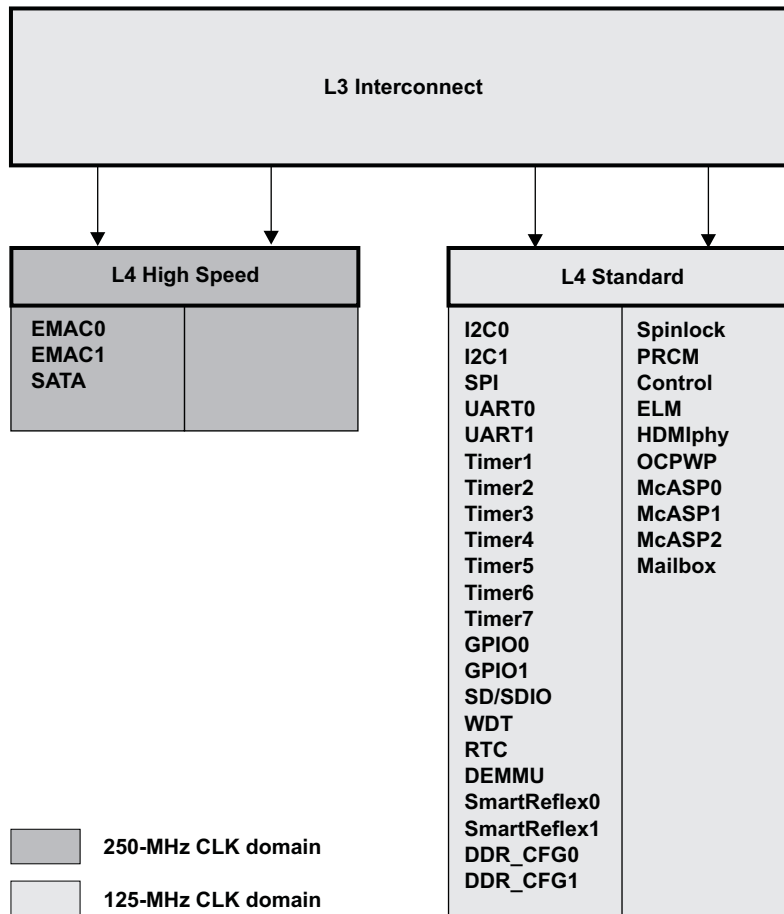 L3 Interconnect
L4 High Speed
EMAC0
EMAC1
SATA
L4 Standard
I2C0
I2C1
SPI
UART0
UART1
Timer1
Timer2
Timer3
Timer4
Timer5
Timer6
Timer7
GPIO0
GPIO1
SD/SDIO
WDT
RTC
DEMMU
SmartReflex0
SmartReflex1
DDR_CFG0
DDR_CFG1
Spinlock
PRCM
Control
ELM
HDMIphy
OCPWP
McASP0
McASP1
McASP2
Mailbox
250-MHz CLK domain
125-MHz CLK domain